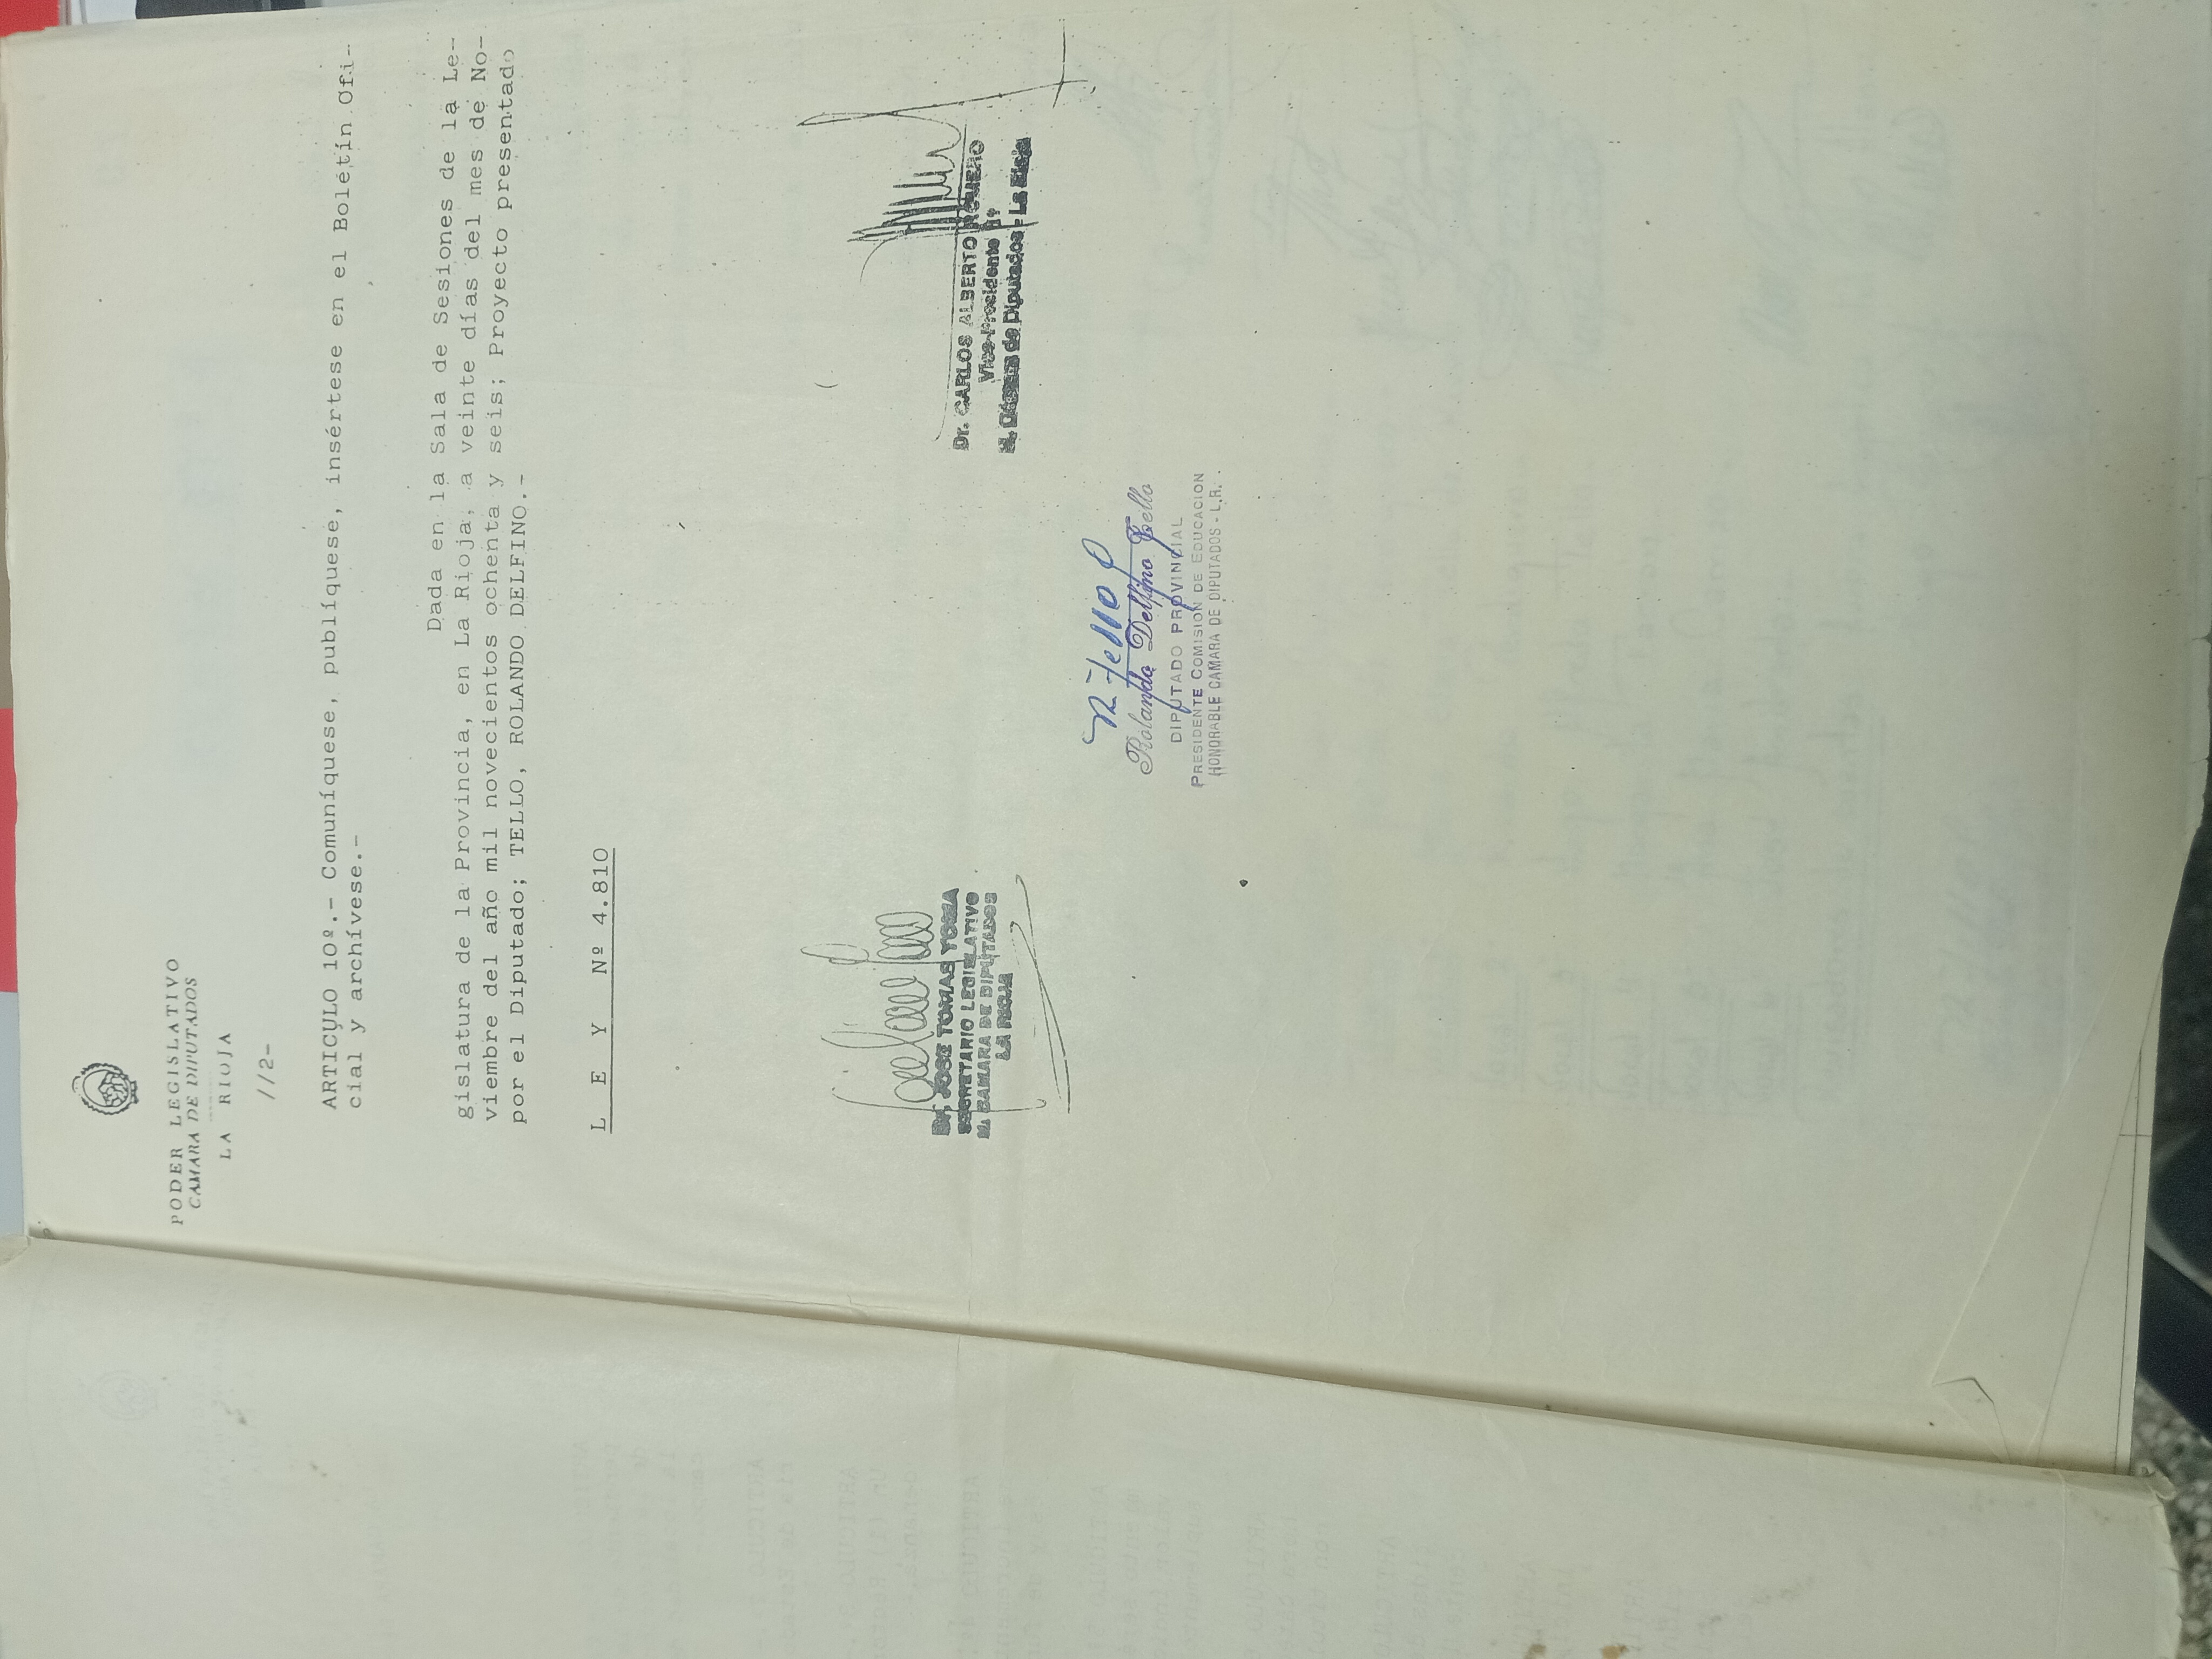 PODER LEGISLATIVO
CAMARA DE DIPUTADOS
LA RIOJA
//2-
ARTICULO 10º.- Comuníquese, publíquese, insértese en el Boletín Ofi-
cial y archívese.-
Dada en la Sala de Sesiones de la Le-
gislatura de la Provincia, en La Rioja, a veinte días del mes de No-
viembre del año mil novecientos ochenta y seis; Proyecto presentado
por el Diputado; TELLO, ROLANDO DELFINO.-
L E Y Nº 4.810
Dr. CARLOS ALBERTO ROMERO
Vice-Presidente 1º
H. Cámara de Diputados - La Rioja
Dr. JOSE TOMAS YOMA
SECRETARIO LEGISLATIVO
H. CAMARA DE DIPUTADOS
LA RIOJA
R Tello
Rolando Delfino Tello
DIPUTADO PROVINCIAL
PRESIDENTE COMISION DE EDUCACION
HONORABLE CAMARA DE DIPUTADOS - L.R.